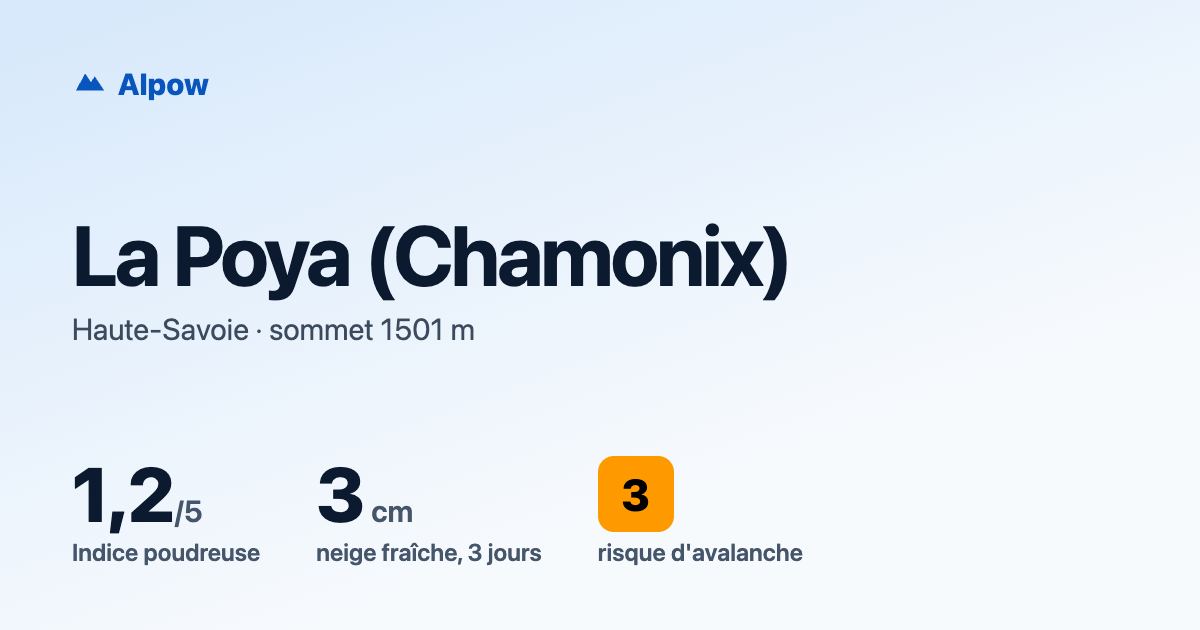 Alpow
La Poya (Chamonix)
Haute-Savoie · sommet 1501 m
1,2/5
Indice poudreuse
3 cm
neige fraîche, 3 jours
3
risque d'avalanche